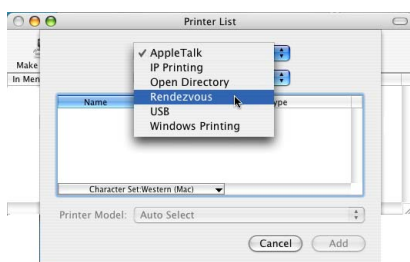 Printer List
Make
In Men
AppleTalk
IP Printing
Open Directory
Rendezvous
USB
Windows Printing
Name
ype
Character Set:Western (Mac)
Printer Model:
Auto Select
Cancel
Add